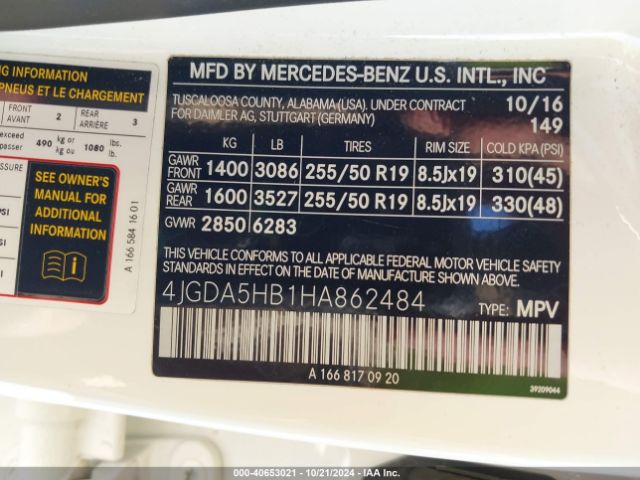 NG INFORMATION
PNEUS ET LE CHARGEMENT
FRONT AVANT 2 REAR ARRIÈRE 3
exceed
passer 490 kg or kg ou 1080 lbs. lb.
ESSURE
PSI
SI
SEE OWNER'S
MANUAL FOR
ADDITIONAL
INFORMATION
A 166 584 16 01
MFD BY MERCEDES-BENZ U.S. INTL., INC
TUSCALOOSA COUNTY, ALABAMA (USA). UNDER CONTRACT 10/16
FOR DAIMLER AG, STUTTGART (GERMANY) 149
KG LB TIRES RIM SIZE COLD KPA (PSI)
GAWR FRONT 1400 3086 255/50 R19 8.5Jx19 310(45)
GAWR REAR 1600 3527 255/50 R19 8.5Jx19 330(48)
GVWR 2850 6283
THIS VEHICLE CONFORMS TO ALL APPLICABLE FEDERAL MOTOR VEHICLE SAFETY
STANDARDS IN EFFECT ON THE DATE OF MANUFACTURE SHOWN ABOVE.
4JGDA5HB1HA862484 TYPE: MPV
A 166 817 09 20
39209044
000-40653021 - 10/21/2024 - IAA Inc.